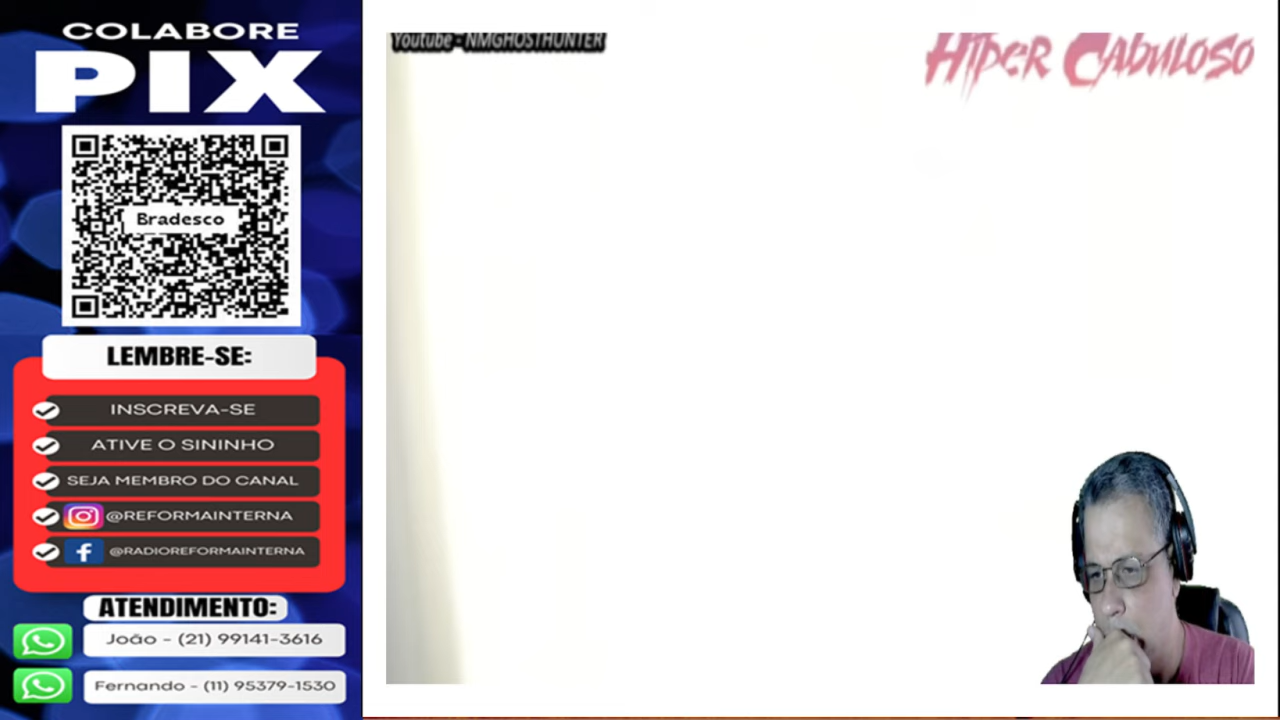 COLABORE
PIX
Bradesco
LEMBRE-SE:
INSCREVA-SE
ATIVE O SININHO
SEJA MEMBRO DO CANAL
@REFORMAINTERNA
@RADIOREFORMAINTERNA
ATENDIMENTO:
João - (21) 99141-3616
Fernando - (11) 95379-1530
Youtube - NMGHOSTHUNTER
HIPER CABULOSO